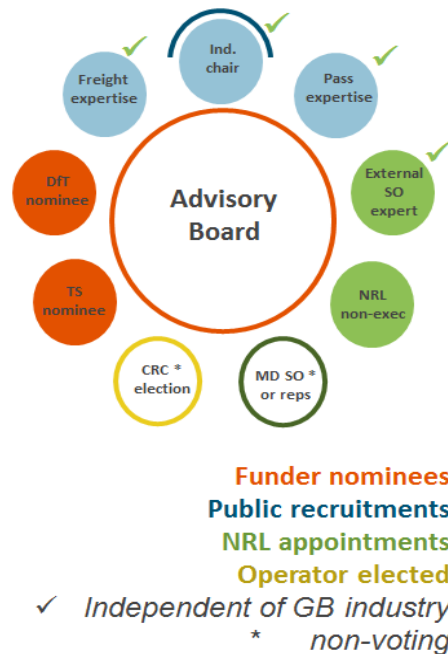 Ind.
chair
✓
Freight
expertise
✓
Pass
expertise
✓
DfT
nominee
Advisory
Board
External
SO
expert
✓
TS
nominee
NRL
non-exec
CRC *
election
MD SO *
or reps
Funder nominees
Public recruitments
NRL appointments
Operator elected
✓ Independent of GB industry
* non-voting